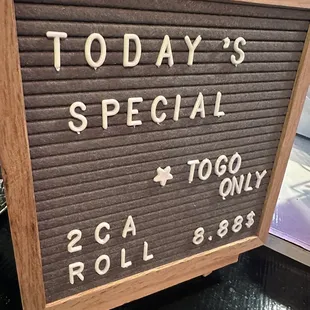 TODAY'S
SPECIAL
★ TOGO
ONLY
2CA
ROLL 8.88$